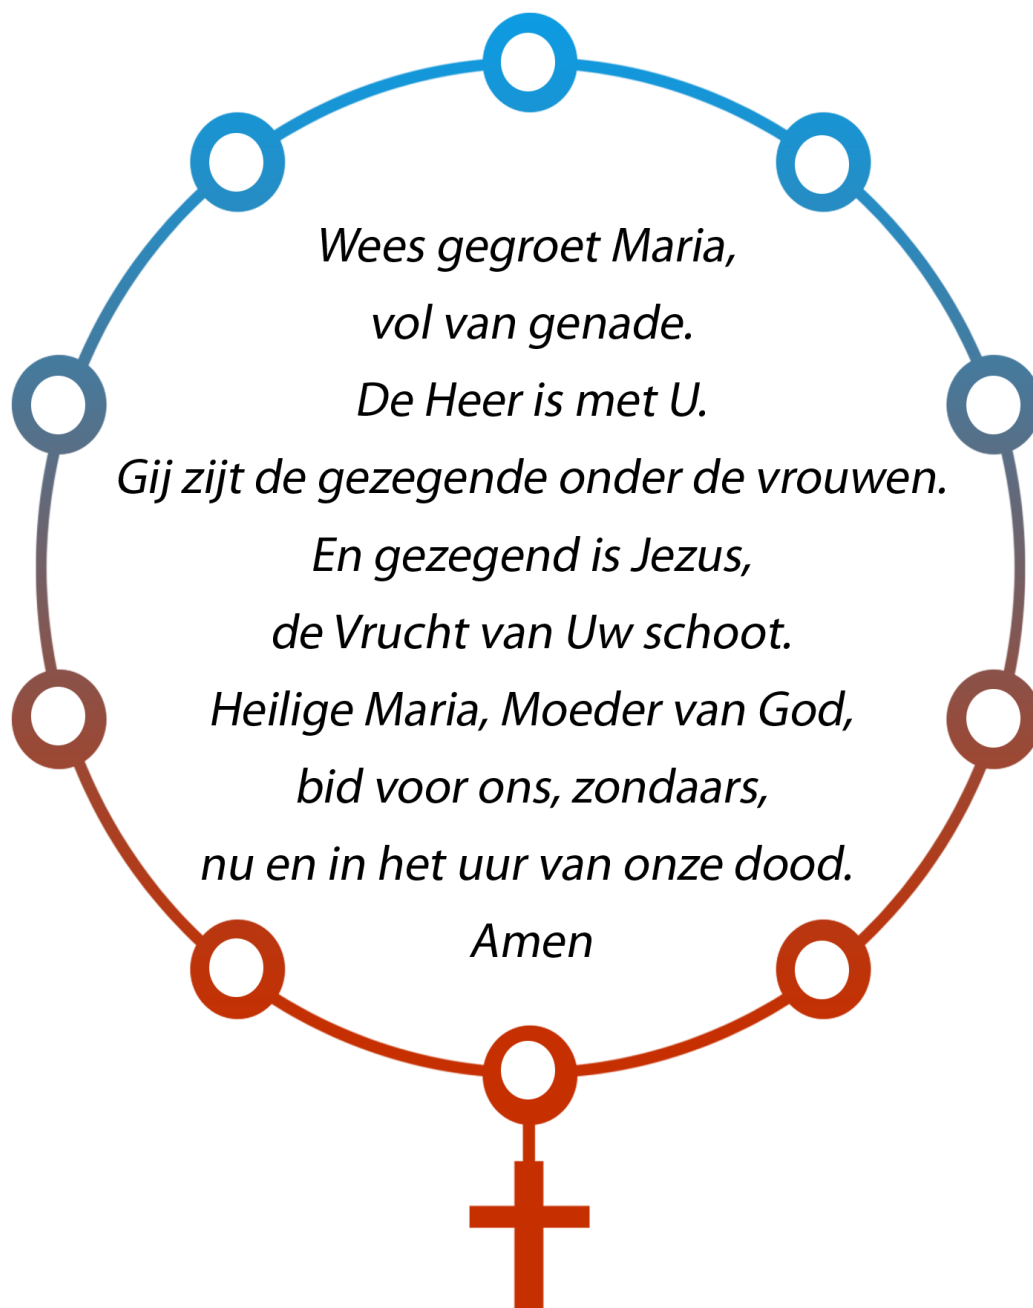 Wees gegroet Maria,
vol van genade.
De Heer is met U.
Gij zijt de gezegende onder de vrouwen.
En gezegend is Jezus,
de Vrucht van Uw schoot.
Heilige Maria, Moeder van God,
bid voor ons, zondaars,
nu en in het uur van onze dood.
Amen